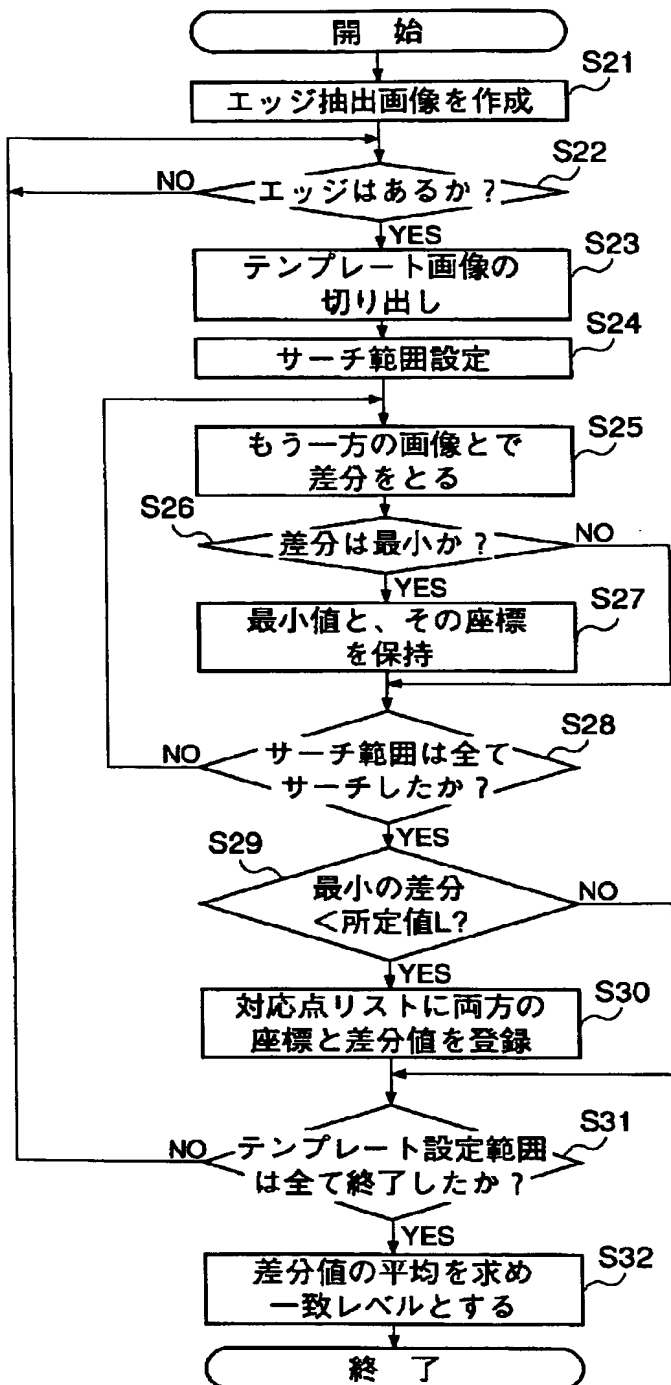 開 始
S21
エッジ抽出画像を作成
S22
NO
エッジはあるか？
YES
S23
テンプレート画像の
切り出し
S24
サーチ範囲設定
S25
もう一方の画像とで
差分をとる
S26
差分は最小か？
NO
YES
S27
最小値と、その座標
を保持
S28
NO
サーチ範囲は全て
サーチしたか？
YES
S29
最小の差分
＜所定値L?
NO
YES
S30
対応点リストに両方の
座標と差分値を登録
S31
NO
テンプレート設定範囲
は全て終了したか？
YES
S32
差分値の平均を求め
一致レベルとする
終 了